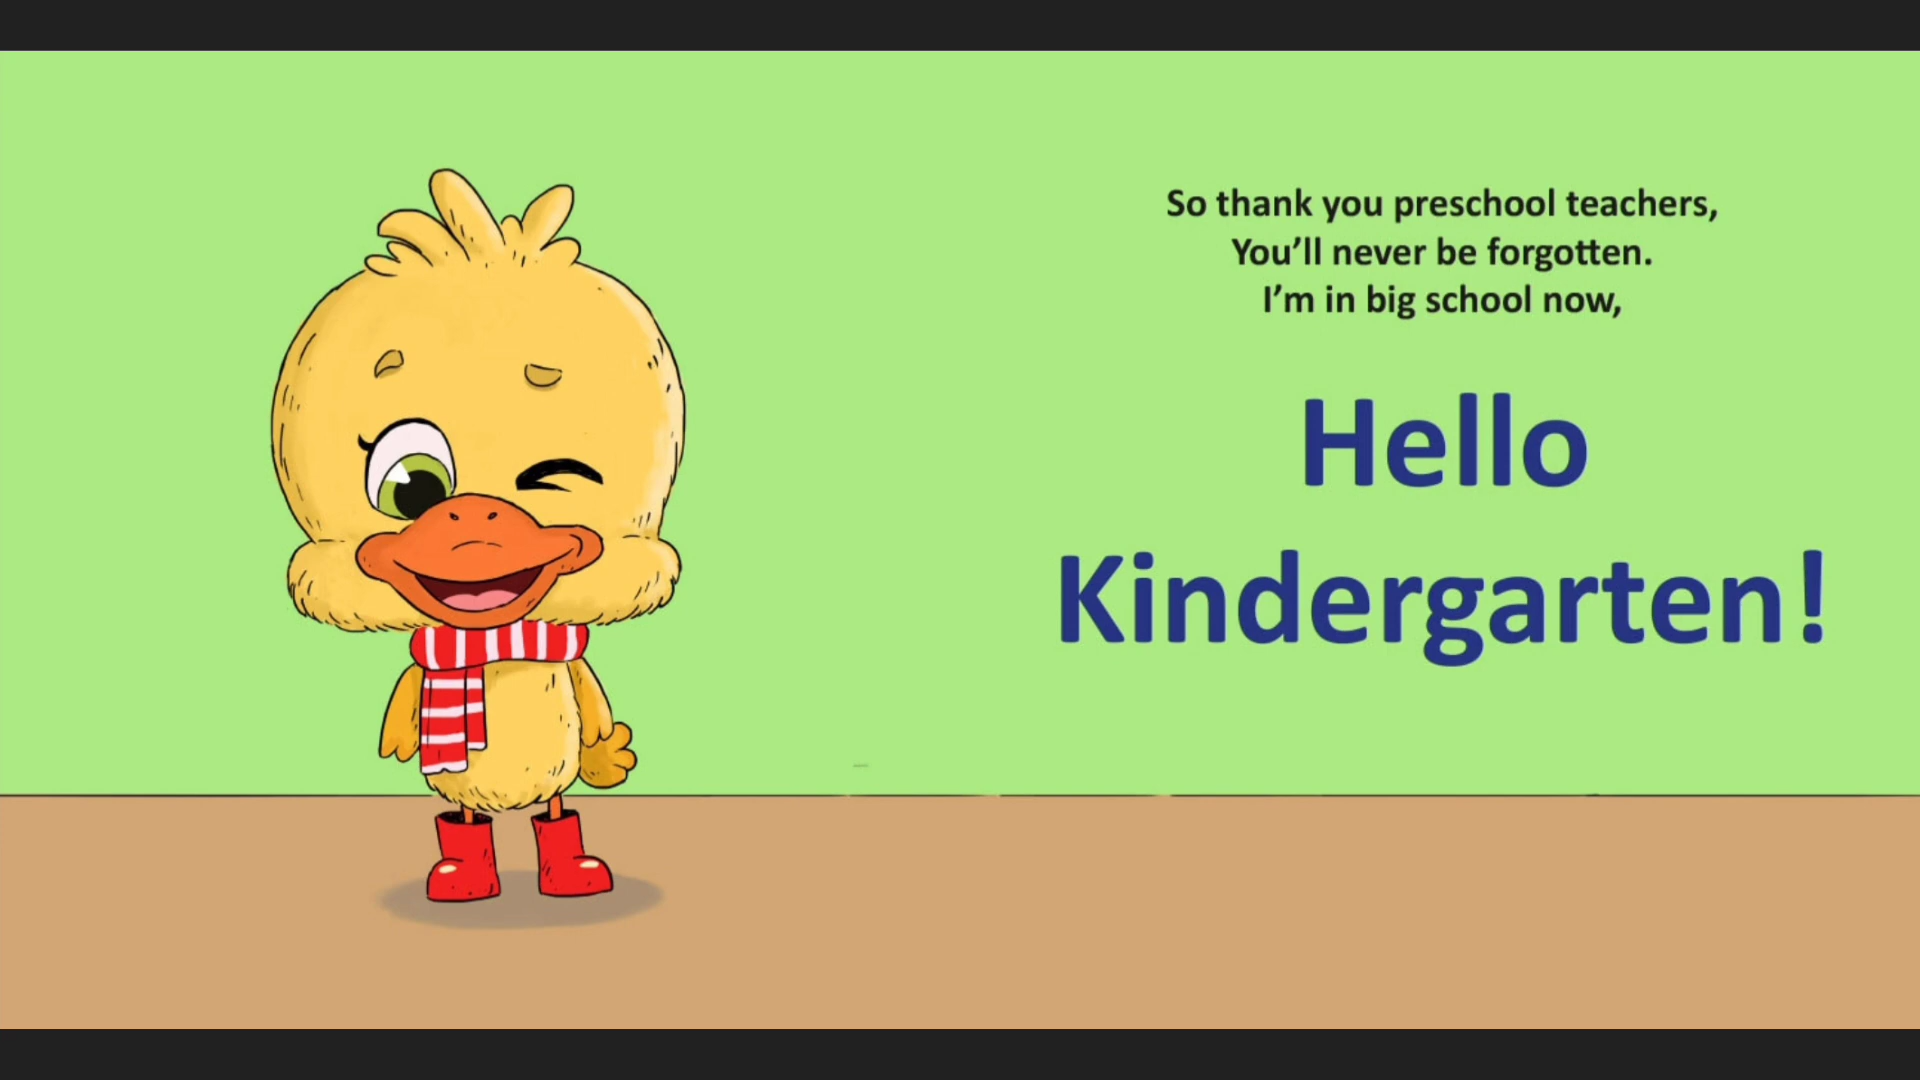 So thank you preschool teachers,
You’ll never be forgotten.
I’m in big school now,
Hello
Kindergarten!